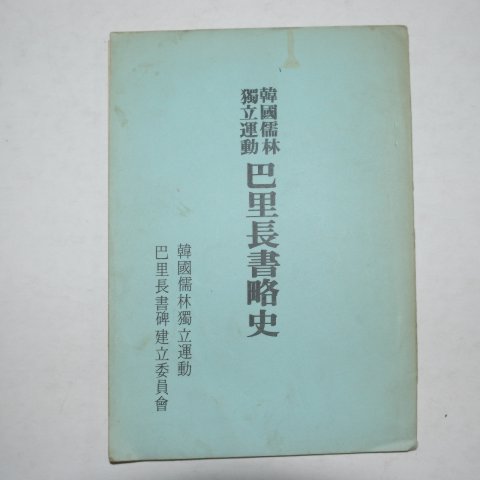 韓國儒林
獨立運動
巴里長書略史
韓國儒林獨立運動
巴里長書碑建立委員會